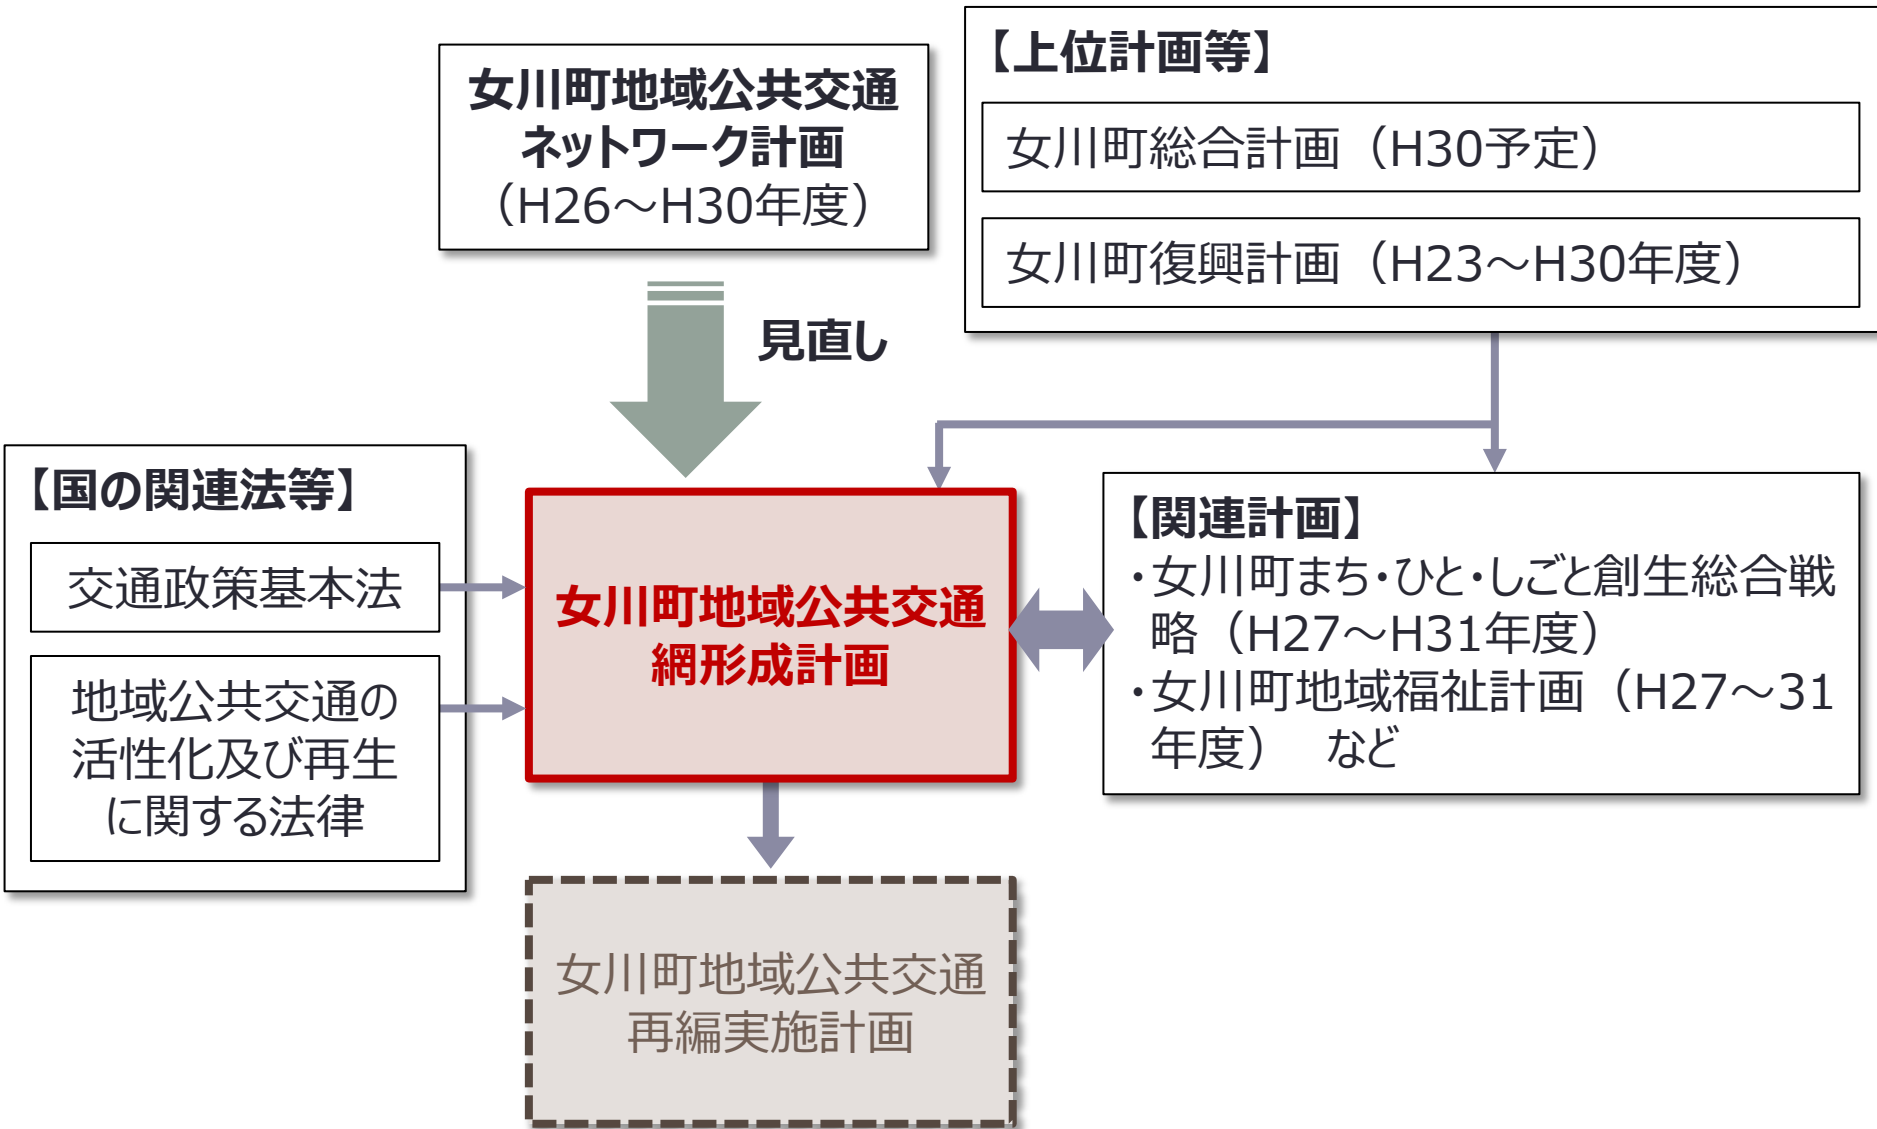 女川町地域公共交通
ネットワーク計画
（H26～H30年度）
【上位計画等】
女川町総合計画（H30予定）
女川町復興計画（H23～H30年度）
見直し
【国の関連法等】
交通政策基本法
地域公共交通の
活性化及び再生
に関する法律
女川町地域公共交通
網形成計画
【関連計画】
・女川町まち・ひと・しごと創生総合戦
略（H27～H31年度）
・女川町地域福祉計画（H27～31
年度）　など
女川町地域公共交通
再編実施計画